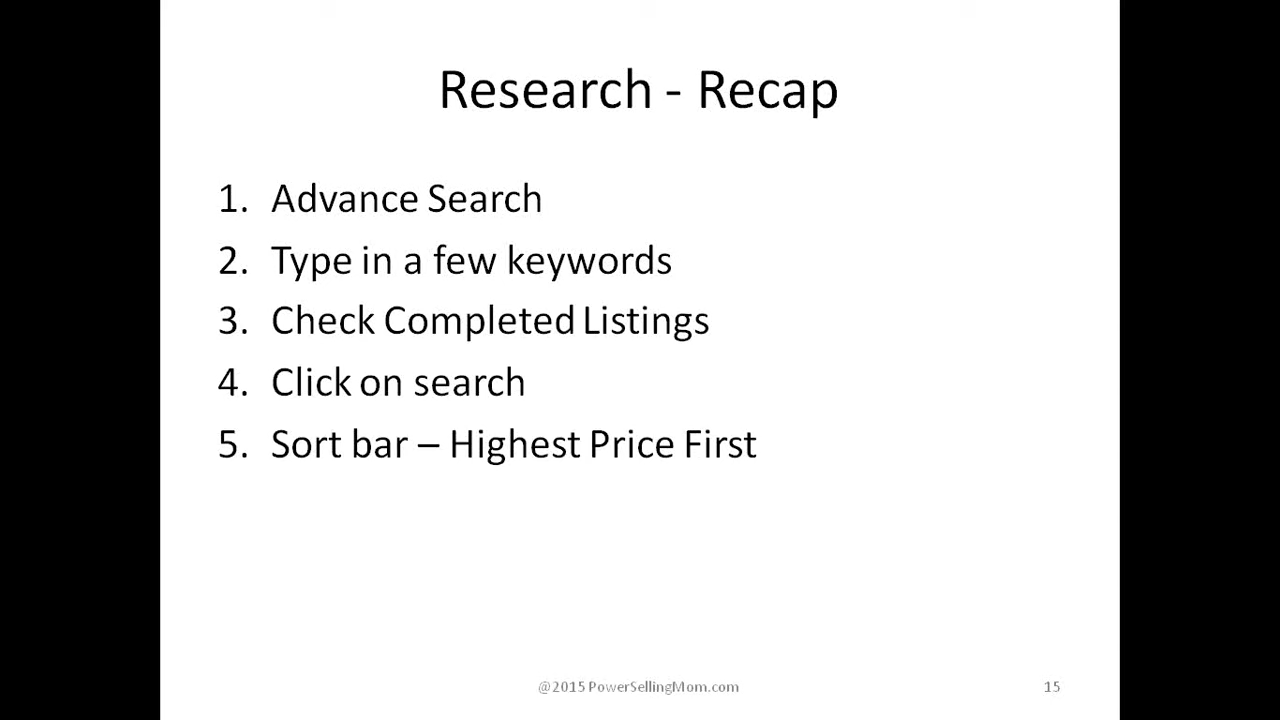 Research - Recap
1. Advance Search
2. Type in a few keywords
3. Check Completed Listings
4. Click on search
5. Sort bar – Highest Price First
@2015 PowerSellingMom.com
15